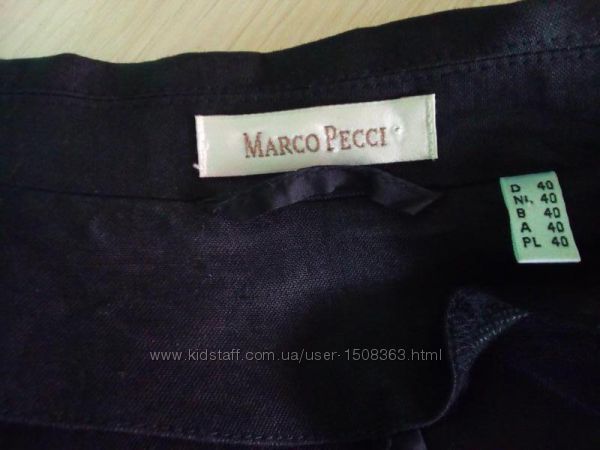 MARCO PECCI
D 40
NL 40
B 40
A 40
PL 40
www.kidstaff.com.ua/user-1508363.html